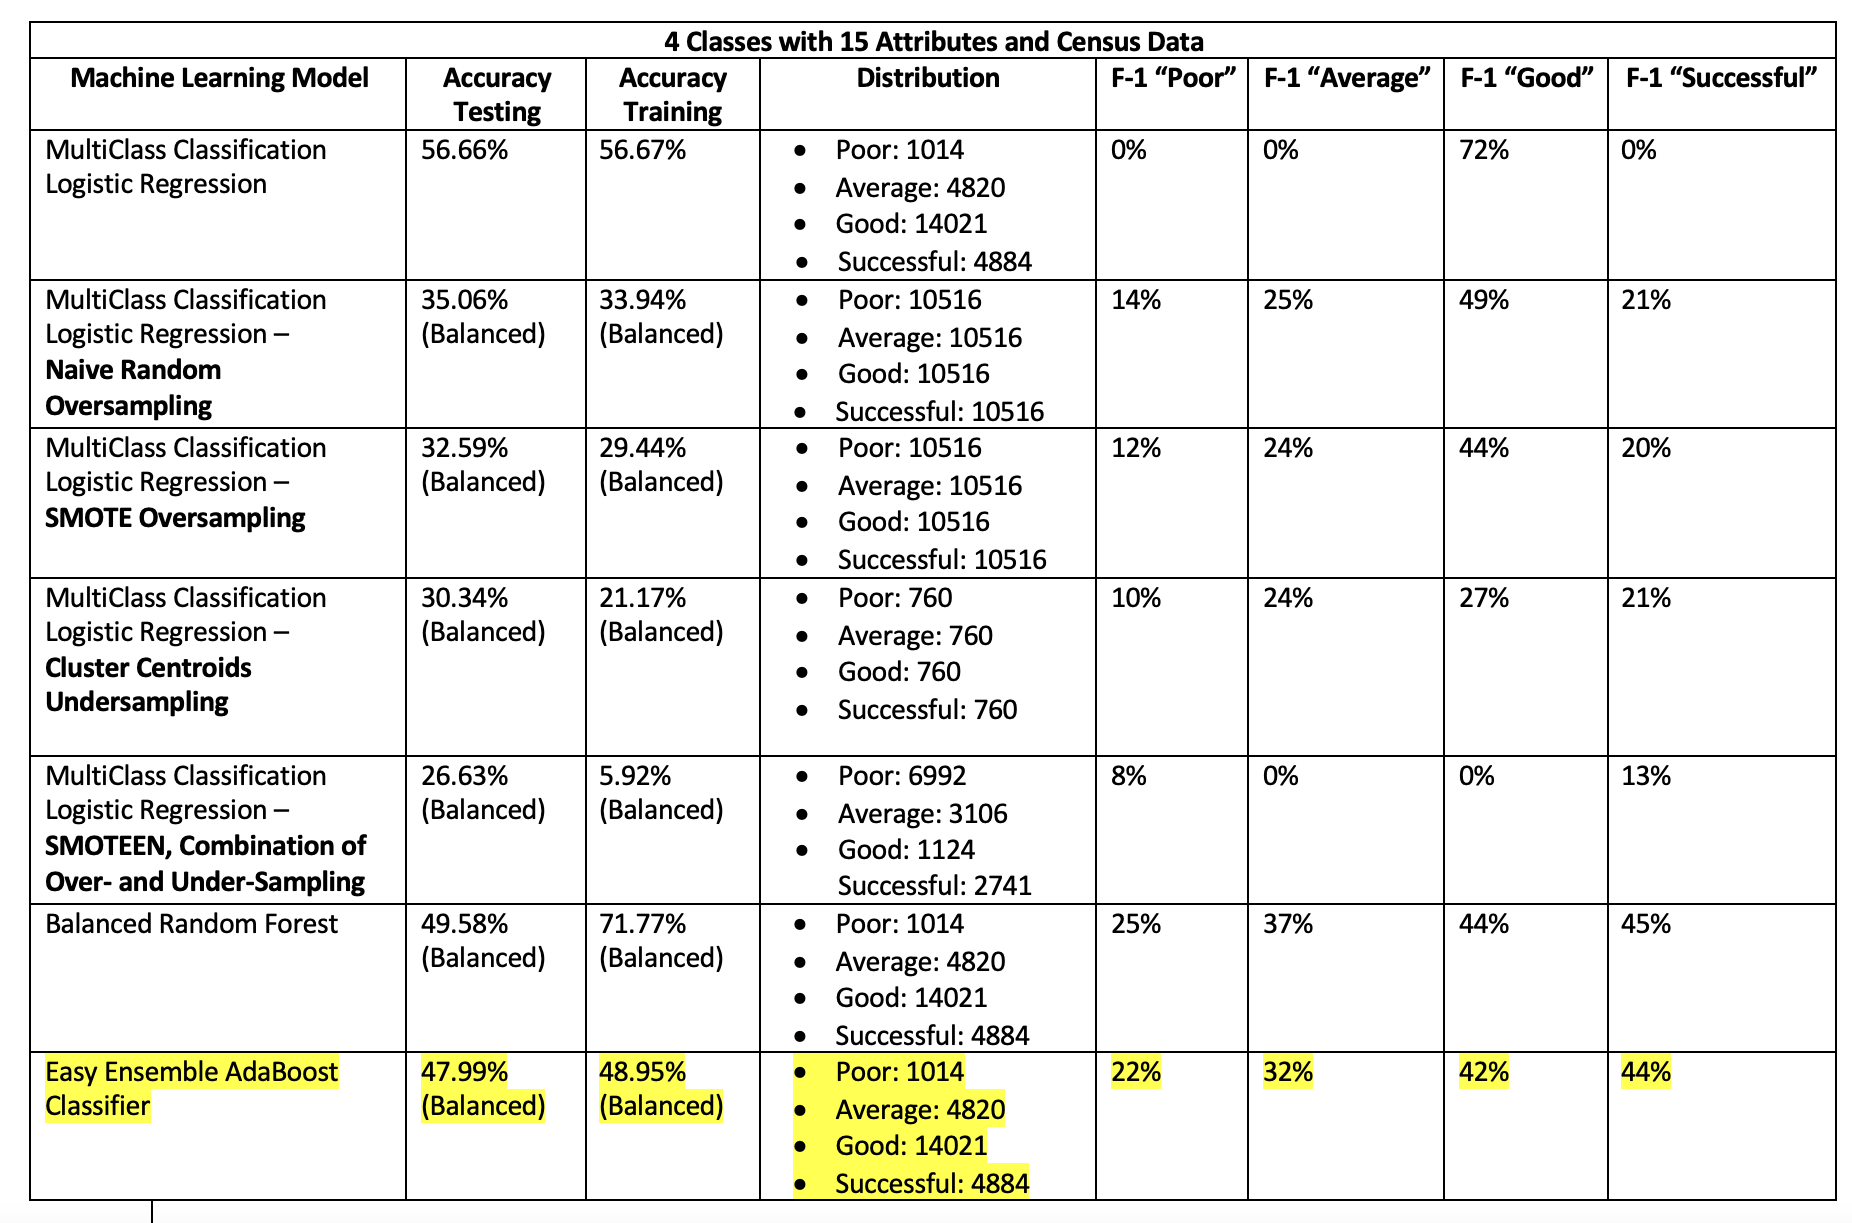 4 Classes with 15 Attributes and Census Data
Machine Learning Model
Accuracy
Testing
Accuracy
Training
Distribution
F-1 “Poor”
F-1 “Average”
F-1 “Good”
F-1 “Successful”
MultiClass Classification
Logistic Regression
56.66%
56.67%
• Poor: 1014
• Average: 4820
• Good: 14021
• Successful: 4884
0%
0%
72%
0%
MultiClass Classification
Logistic Regression –
Naive Random
Oversampling
35.06%
(Balanced)
33.94%
(Balanced)
• Poor: 10516
• Average: 10516
• Good: 10516
• Successful: 10516
14%
25%
49%
21%
MultiClass Classification
Logistic Regression –
SMOTE Oversampling
32.59%
(Balanced)
29.44%
(Balanced)
• Poor: 10516
• Average: 10516
• Good: 10516
• Successful: 10516
12%
24%
44%
20%
MultiClass Classification
Logistic Regression –
Cluster Centroids
Undersampling
30.34%
(Balanced)
21.17%
(Balanced)
• Poor: 760
• Average: 760
• Good: 760
• Successful: 760
10%
24%
27%
21%
MultiClass Classification
Logistic Regression –
SMOTEEN, Combination of
Over- and Under-Sampling
26.63%
(Balanced)
5.92%
(Balanced)
• Poor: 6992
• Average: 3106
• Good: 1124
Successful: 2741
8%
0%
0%
13%
Balanced Random Forest
49.58%
(Balanced)
71.77%
(Balanced)
• Poor: 1014
• Average: 4820
• Good: 14021
• Successful: 4884
25%
37%
44%
45%
Easy Ensemble AdaBoost
Classifier
47.99%
(Balanced)
48.95%
(Balanced)
• Poor: 1014
• Average: 4820
• Good: 14021
• Successful: 4884
22%
32%
42%
44%